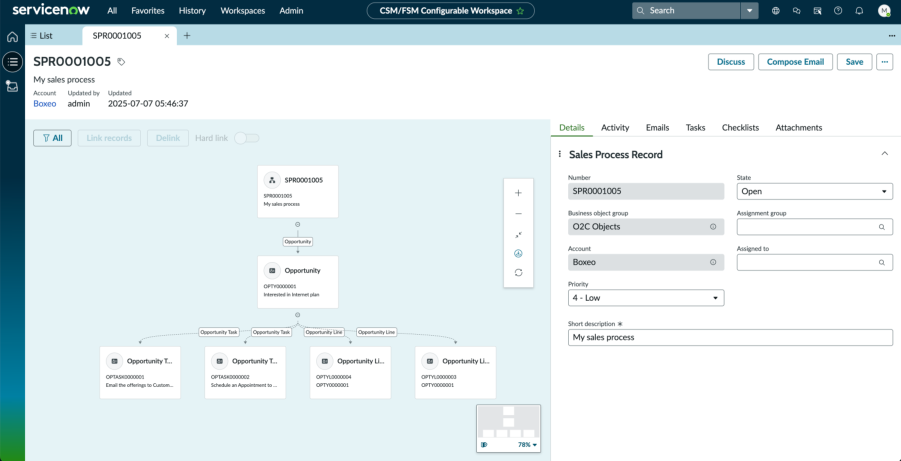 servicenow All Favorites History Workspaces Admin CSM/FSM Configurable Workspace Search M
List SPR0001005
SPR0001005
My sales process
Account Updated by Updated
Boxeo admin 2025-07-07 05:46:37
Discuss Compose Email Save
All Link records Delink Hard link
SPR0001005
SPR0001005
My sales process
Opportunity
Opportunity
OPTY0000001
Interested in Internet plan
Opportunity Task Opportunity Task Opportunity Line Opportunity Line
Opportunity T...
OPTASK0000001
Email the offerings to Custom...
Opportunity T...
OPTASK0000002
Schedule an Appointment to ...
Opportunity Li...
OPTYL0000004
OPTY0000001
Opportunity Li...
OPTYL0000003
OPTY0000001
78%
Details Activity Emails Tasks Checklists Attachments
Sales Process Record
Number
SPR0001005
State
Open
Business object group
O2C Objects
Assignment group
Account
Boxeo
Assigned to
Priority
4 - Low
Short description
My sales process